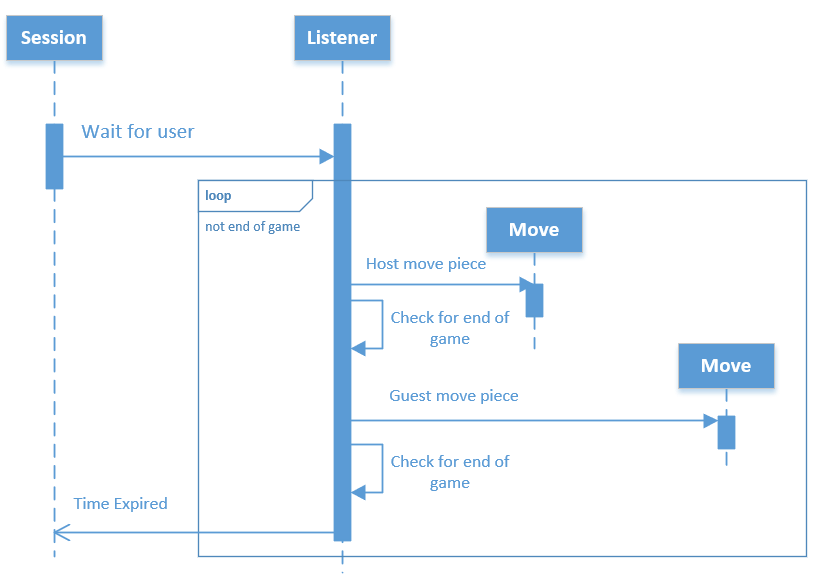 Session
Listener
Wait for user
loop
not end of game
Move
Host move piece
Check for end of
game
Move
Guest move piece
Check for end of
game
Time Expired